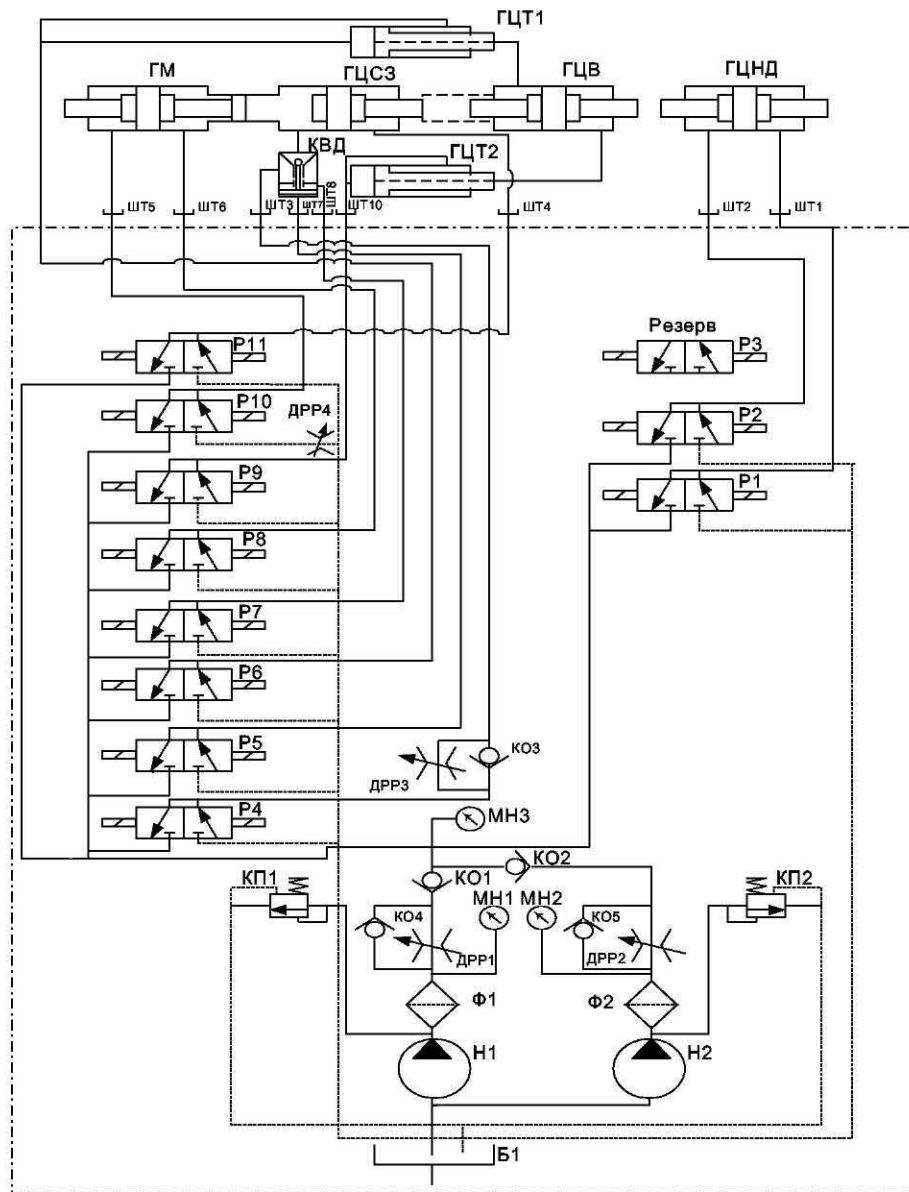 ГЦТ1
ГМ
ГЦСЗ
ГЦВ
ГЦНД
КВД
ГЦТ2
ШТ8
ШТ5
ШТ6
ШТ3
ШТ7
ШТ10
ШТ4
ШТ2
ШТ1
Резерв
Р11
Р3
Р10
ДРР4
Р2
Р9
Р1
Р8
Р7
Р6
Р5
КО3
ДРР3
Р4
МН3
КП1
КО1
КО2
КП2
МН1
МН2
КО4
КО5
ДРР1
ДРР2
Ф1
Ф2
Н1
Н2
Б1